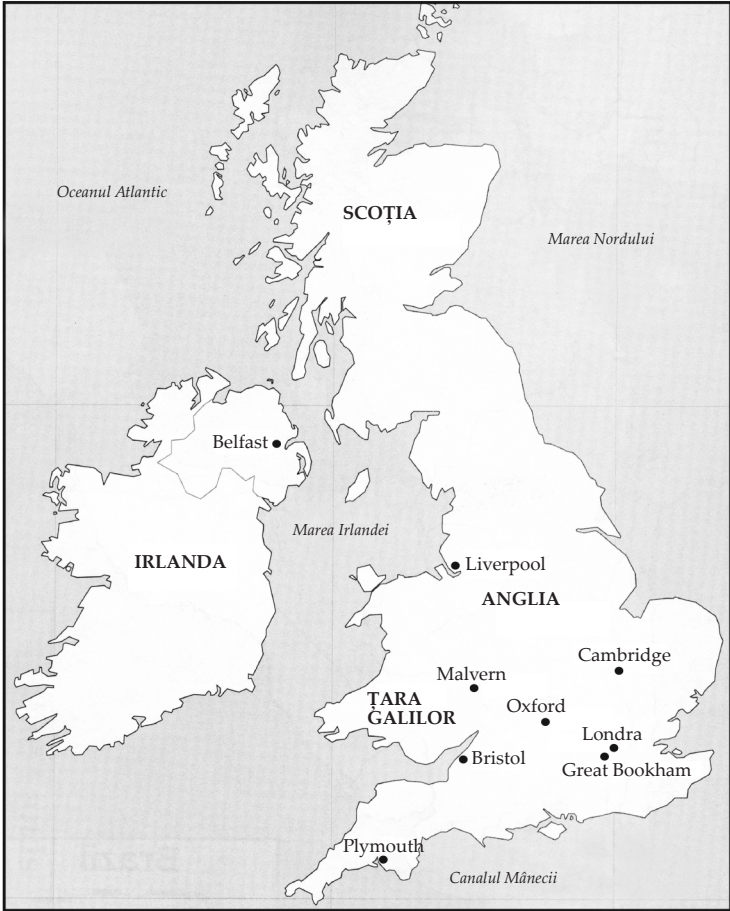 Oceanul Atlantic
SCOȚIA
Marea Nordului
Belfast
Marea Irlandei
IRLANDA
Liverpool
ANGLIA
Cambridge
Malvern
ȚARA
GALILOR
Oxford
Londra
Bristol
Great Bookham
Plymouth
Canalul Mânecii